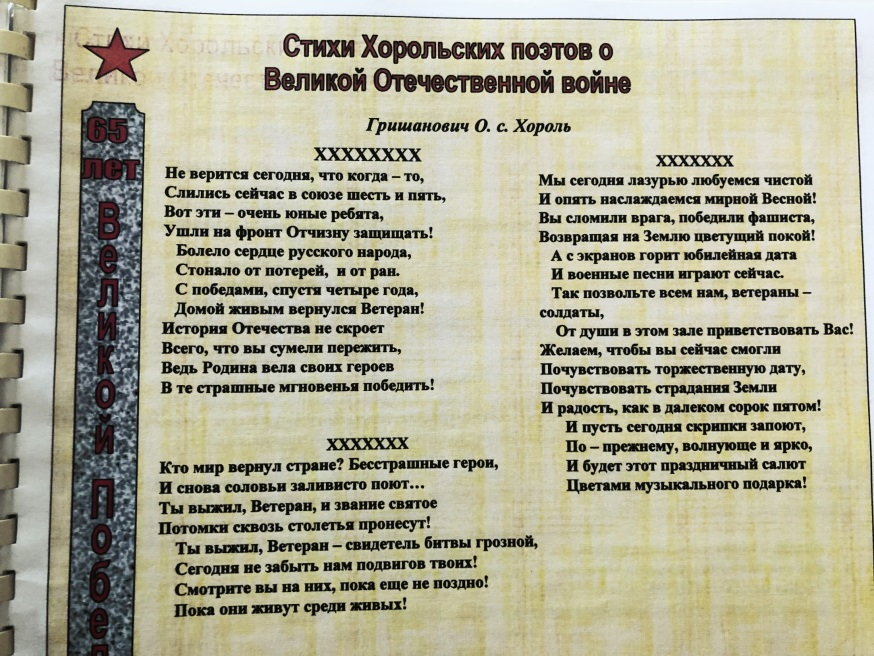 Стихи Хорольских поэтов о
Великой Отечественной войне
Гришанович О. с. Хороль
65
лет
Великой Побе
ХХХХХХХХ
Не верится сегодня, что когда – то,
Слились сейчас в союзе шесть и пять,
Вот эти – очень юные ребята,
Ушли на фронт Отчизну защищать!
Болело сердце русского народа,
Стонало от потерей, и от ран.
С победами, спустя четыре года,
Домой живым вернулся Ветеран!
История Отечества не скроет
Всего, что вы сумели пережить,
Ведь Родина вела своих героев
В те страшные мгновенья победить!
ХХХХХХХ
Кто мир вернул стране? Бесстрашные герои,
И снова соловьи заливисто поют…
Ты выжил, Ветеран, и звание святое
Потомки сквозь столетья пронесут!
Ты выжил, Ветеран – свидетель битвы грозной,
Сегодня не забыть нам подвигов твоих!
Смотрите вы на них, пока еще не поздно!
Пока они живут среди живых!
ХХХХХХХ
Мы сегодня лазурью любуемся чистой
И опять наслаждаемся мирной Весной!
Вы сломили врага, победили фашиста,
Возвращая на Землю цветущий покой!
А с экранов горит юбилейная дата
И военные песни играют сейчас.
Так позвольте всем нам, ветераны –
солдаты,
От души в этом зале приветствовать Вас!
Желаем, чтобы вы сейчас смогли
Почувствовать торжественную дату,
Почувствовать страдания Земли
И радость, как в далеком сорок пятом!
И пусть сегодня скрипки запоют,
По – прежнему, волнующе и ярко,
И будет этот праздничный салют
Цветами музыкального подарка!